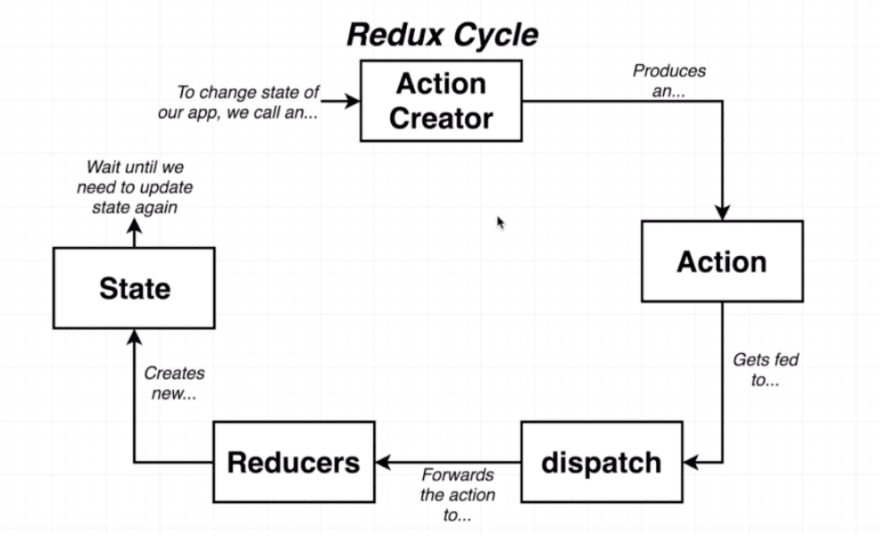 Redux Cycle
To change state of
our app, we call an...
Action
Creator
Produces
an...
Action
Gets fed
to...
dispatch
Forwards
the action
to...
Reducers
Creates
new...
State
Wait until we
need to update
state again